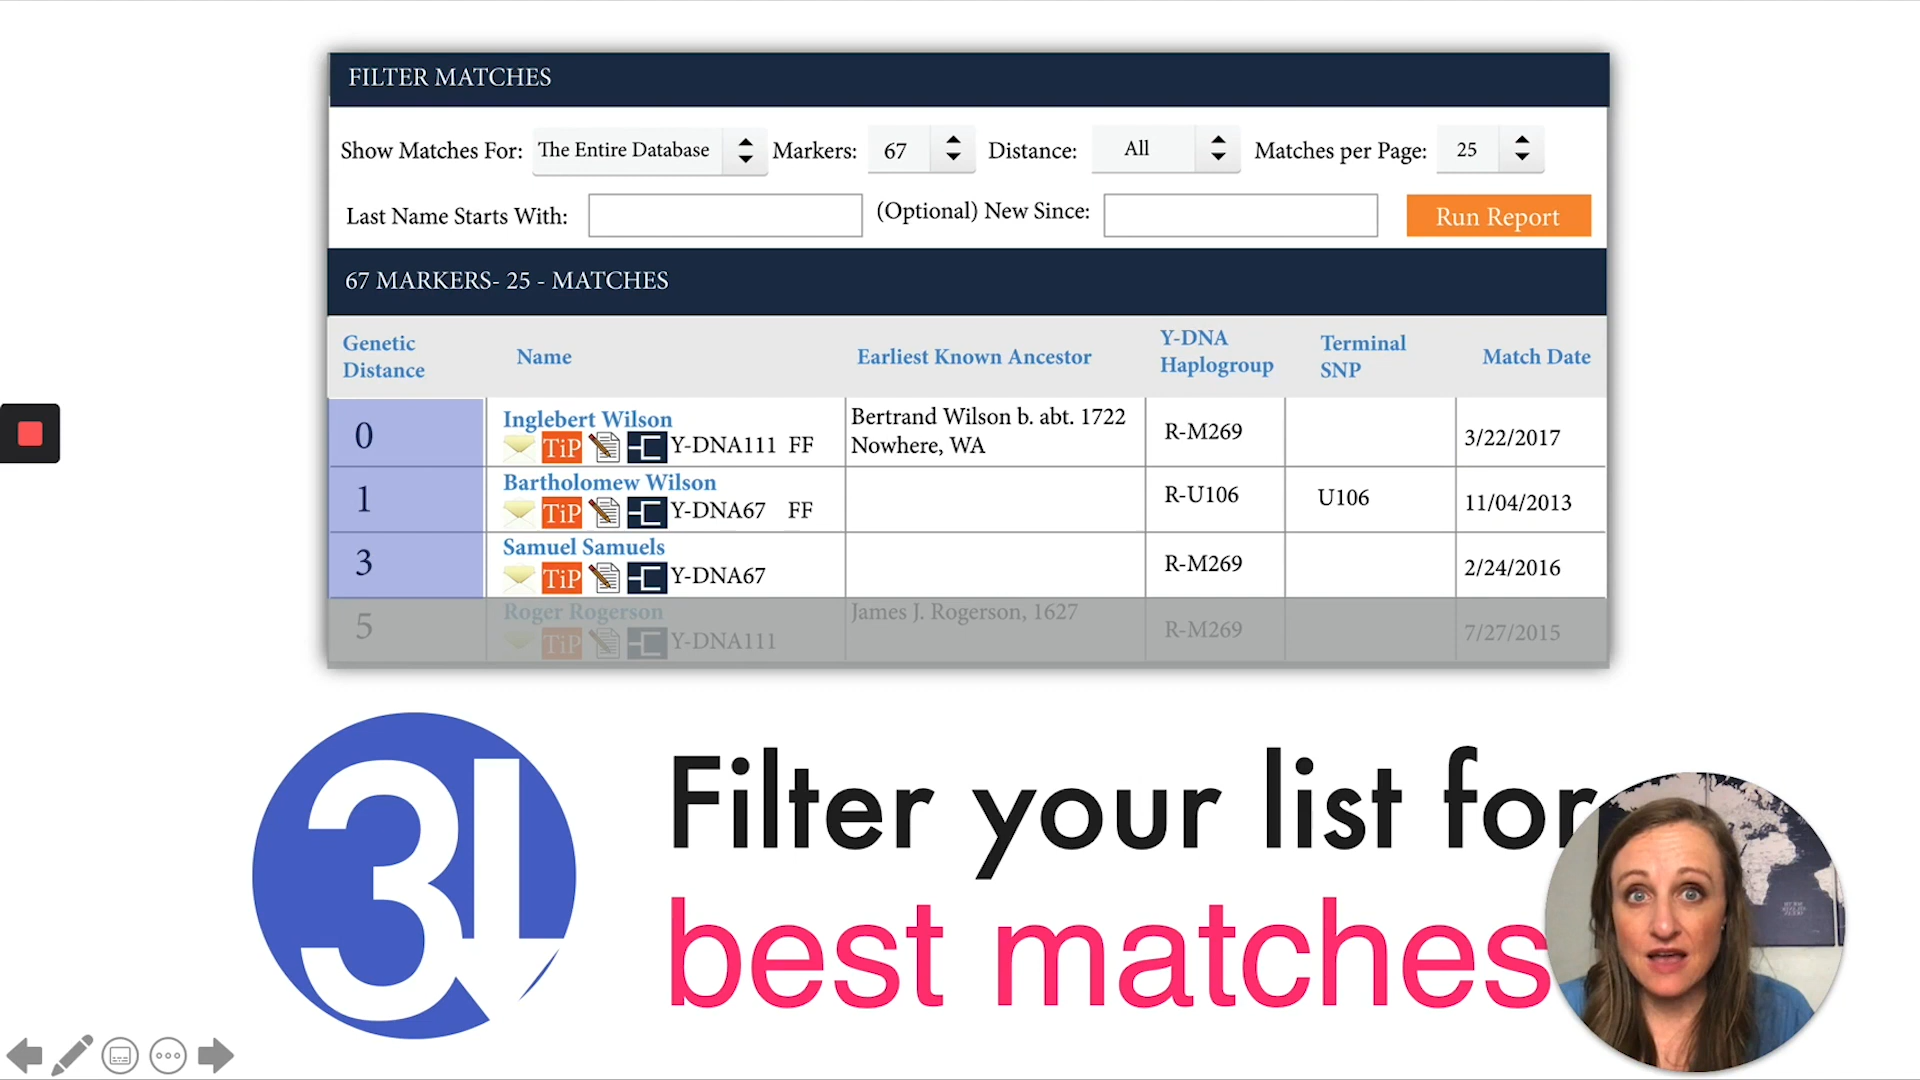 FILTER MATCHES
Show Matches For: The Entire Database Markers: 67 Distance: All Matches per Page: 25
Last Name Starts With: (Optional) New Since: Run Report
67 MARKERS- 25 - MATCHES
Genetic Distance Name Earliest Known Ancestor Y-DNA Haplogroup Terminal SNP Match Date
0 Inglebert Wilson Bertrand Wilson b. abt. 1722 R-M269 3/22/2017
TiP Y-DNA111 FF Nowhere, WA
1 Bartholomew Wilson R-U106 U106 11/04/2013
TiP Y-DNA67 FF
3 Samuel Samuels R-M269 2/24/2016
TiP Y-DNA67
5 Roger Rogerson James J. Rogerson, 1627 R-M269 7/27/2015
TiP Y-DNA111
3
Filter your list for
best matches